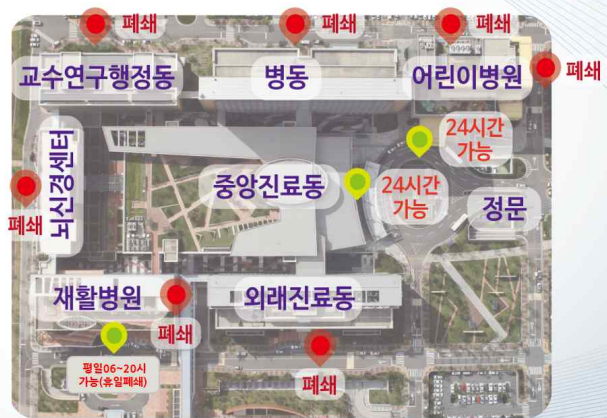 폐쇄
폐쇄
폐쇄
교수연구행정동
병동
어린이병원
폐쇄
24시간
가능
뇌신경센터
중앙진료동
24시간
가능
정문
폐쇄
재활병원
외래진료동
폐쇄
평일06~20시
가능(휴일폐쇄)
폐쇄